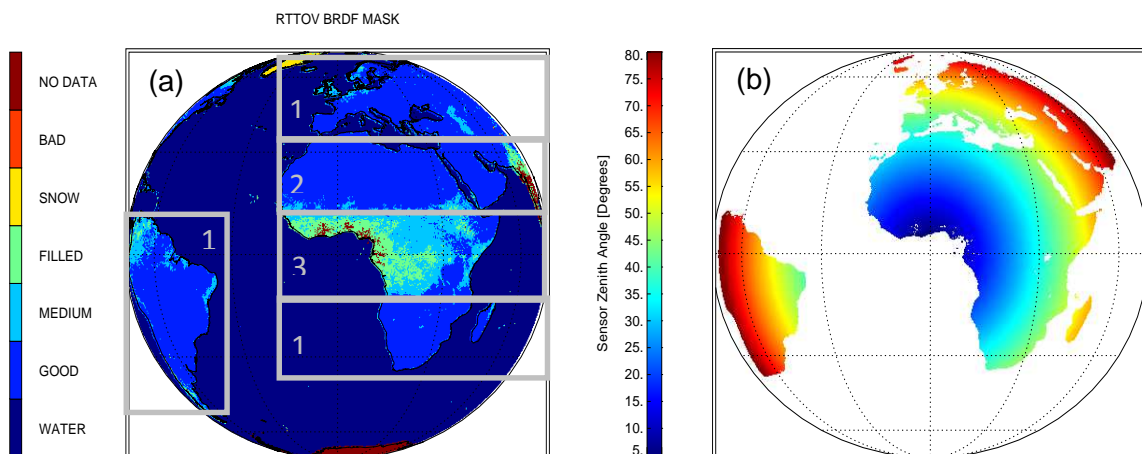 RTTOV BRDF MASK
NO DATA
BAD
SNOW
FILLED
MEDIUM
GOOD
WATER
(a)
1
2
1
3
1
Sensor Zenith Angle [Degrees]
80.
75.
70.
65.
60.
55.
50.
45.
40.
35.
30.
25.
20.
15.
10.
5.
(b)